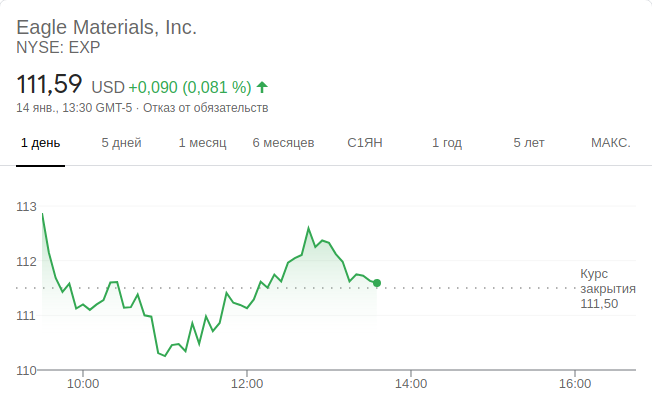 Eagle Materials, Inc.
NYSE: EXP
111,59 USD +0,090 (0,081 %)
14 янв., 13:30 GMT-5 · Отказ от обязательств
1 день 5 дней 1 месяц 6 месяцев С1ЯН 1 год 5 лет МАКС.
113
112
Курс
закрытия
111,50
111
110
10:00 12:00 14:00 16:00